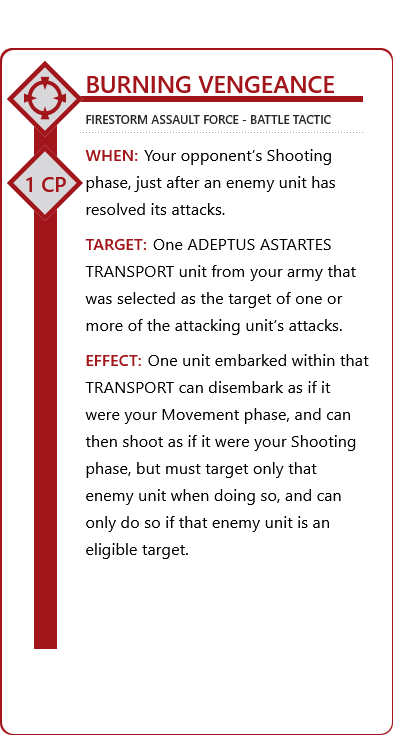 BURNING VENGEANCE
FIRESTORM ASSAULT FORCE - BATTLE TACTIC
1 CP
WHEN: Your opponent’s Shooting
phase, just after an enemy unit has
resolved its attacks.
TARGET: One ADEPTUS ASTARTES
TRANSPORT unit from your army that
was selected as the target of one or
more of the attacking unit’s attacks.
EFFECT: One unit embarked within that
TRANSPORT can disembark as if it
were your Movement phase, and can
then shoot as if it were your Shooting
phase, but must target only that
enemy unit when doing so, and can
only do so if that enemy unit is an
eligible target.